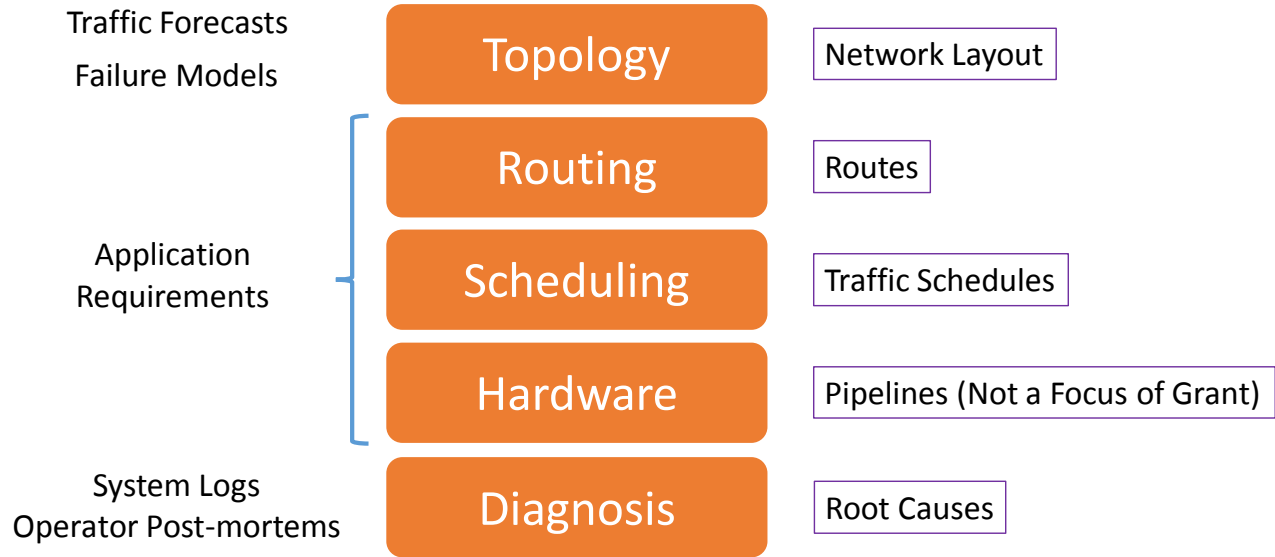 Traffic Forecasts
Failure Models
Topology
Network Layout
Routing
Routes
Application
Requirements
Scheduling
Traffic Schedules
Hardware
Pipelines (Not a Focus of Grant)
System Logs
Operator Post-mortems
Diagnosis
Root Causes